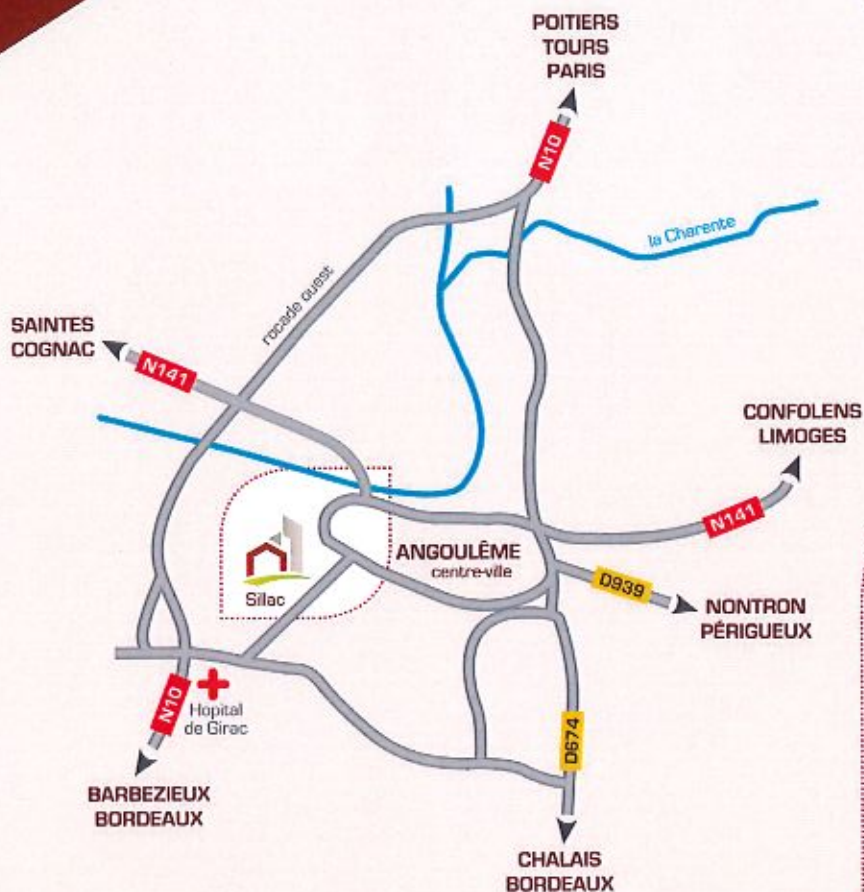 POITIERS
TOURS
PARIS
N10
la Charente
rocade ouest
SAINTES
COGNAC
N141
CONFOLENS
LIMOGES
N141
ANGOULÊME
centre-ville
Sillac
D939
NONTRON
PÉRIGUEUX
N10
Hopital
de Girac
D674
BARBEZIEUX
BORDEAUX
CHALAIS
BORDEAUX